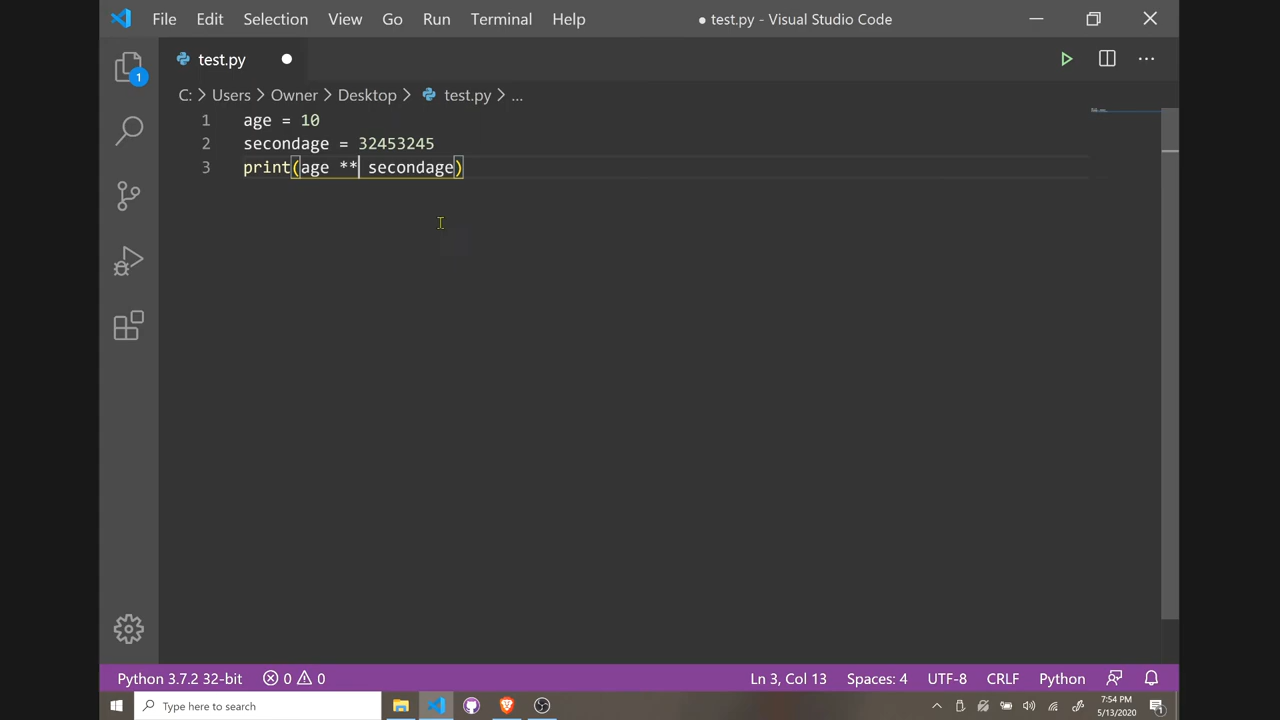 File Edit Selection View Go Run Terminal Help ● test.py - Visual Studio Code
1
test.py
C: > Users > Owner > Desktop > test.py > ...
1 age = 10
2 secondage = 32453245
3 print(age ** secondage)
Python 3.7.2 32-bit 0 0 Ln 3, Col 13 Spaces: 4 UTF-8 CRLF Python
Type here to search
7:54 PM
5/13/2020
1